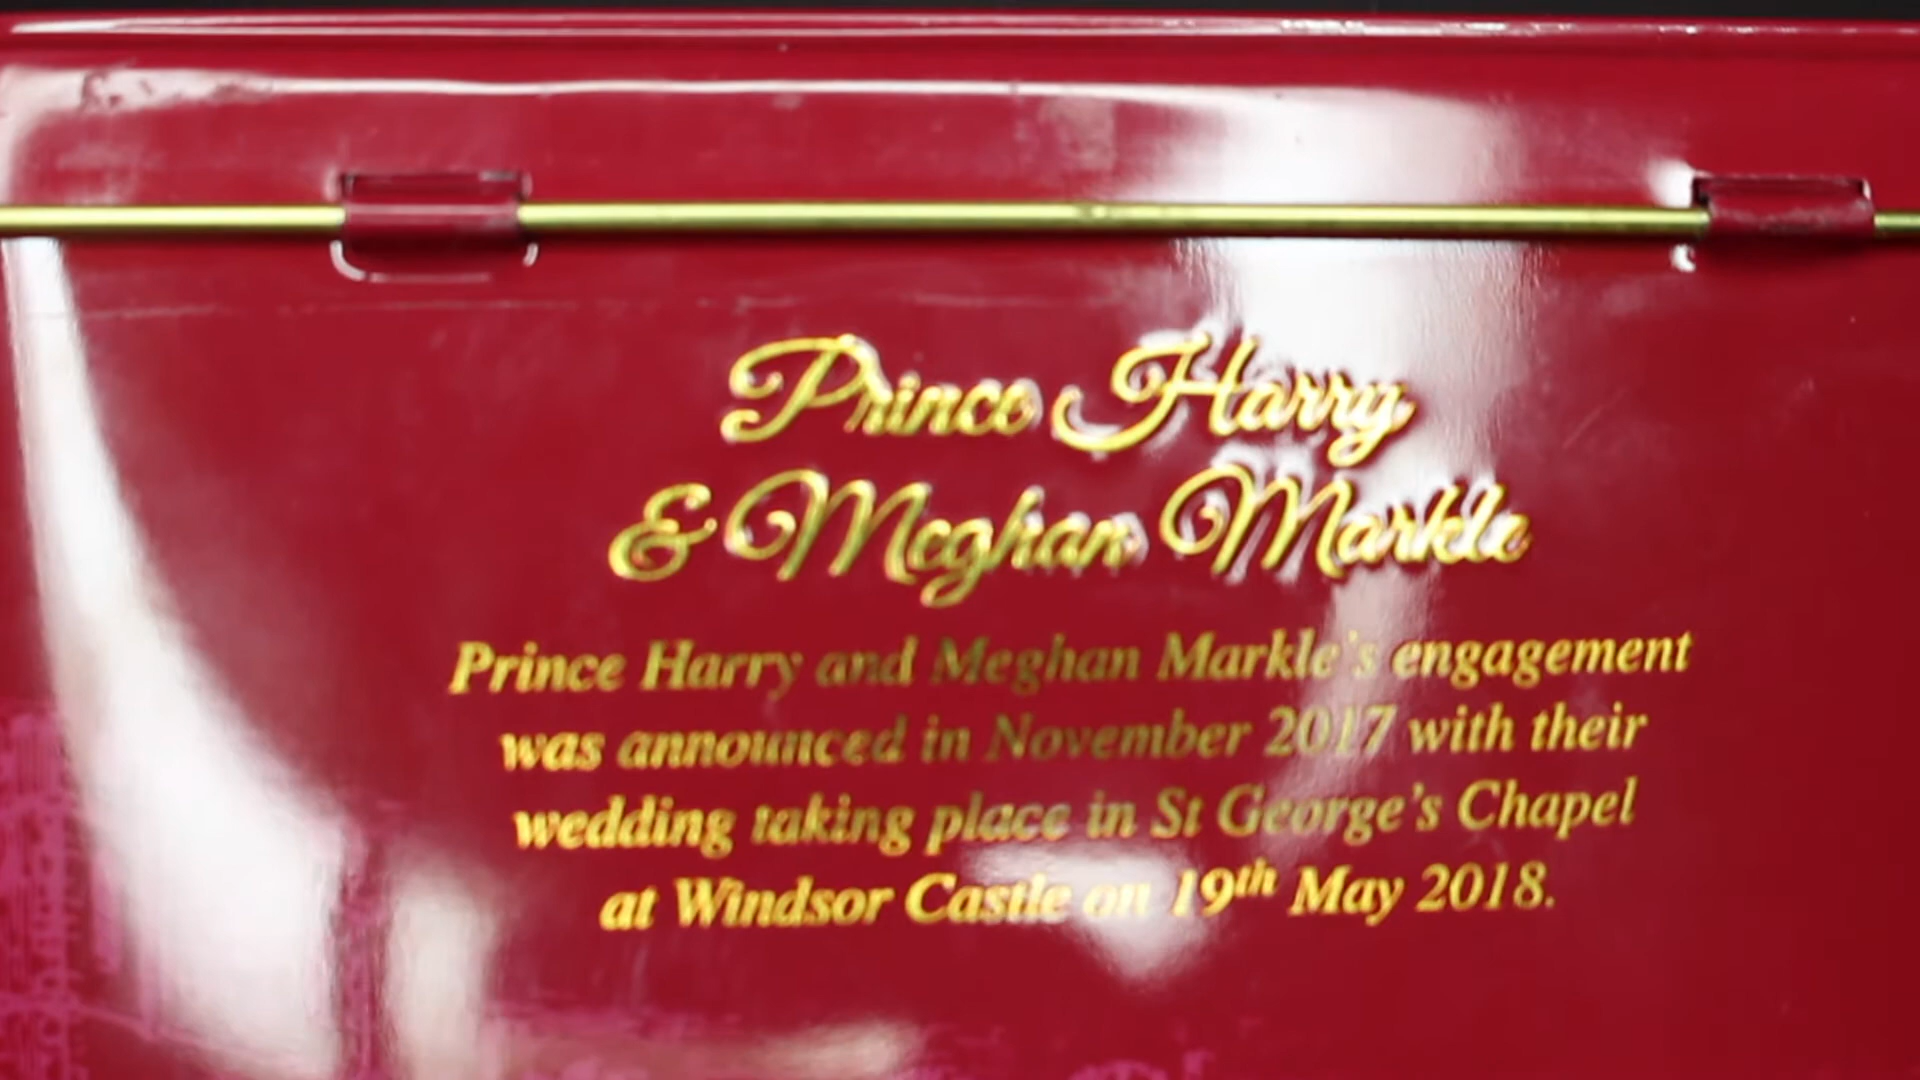 Prince Harry
& Meghan Markle
Prince Harry and Meghan Markle's engagement
was announced in November 2017 with their
wedding taking place in St George's Chapel
at Windsor Castle on 19th May 2018.